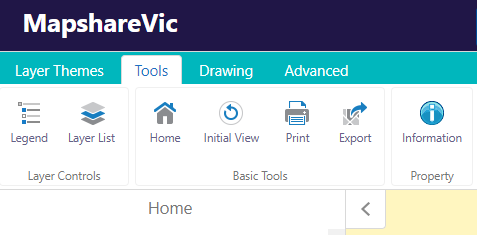 MapshareVic
Layer Themes Tools Drawing Advanced
Legend Layer List Home Initial View Print Export Information
Layer Controls Basic Tools Property
Home